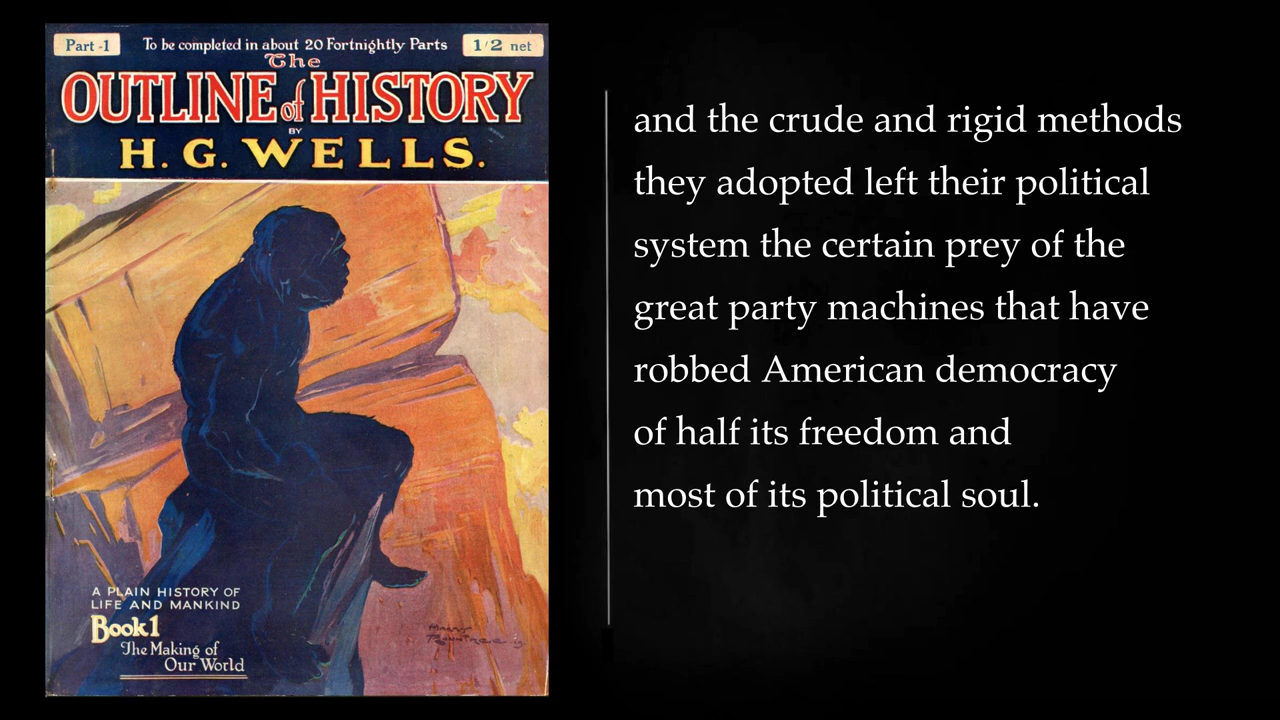 Part -1
To be completed in about 20 Fortnightly Parts
1/2 net
The
OUTLINE of HISTORY
BY
H. G. WELLS.
A PLAIN HISTORY OF
LIFE AND MANKIND
Book 1
The Making of
Our World
and the crude and rigid methods
they adopted left their political
system the certain prey of the
great party machines that have
robbed American democracy
of half its freedom and
most of its political soul.